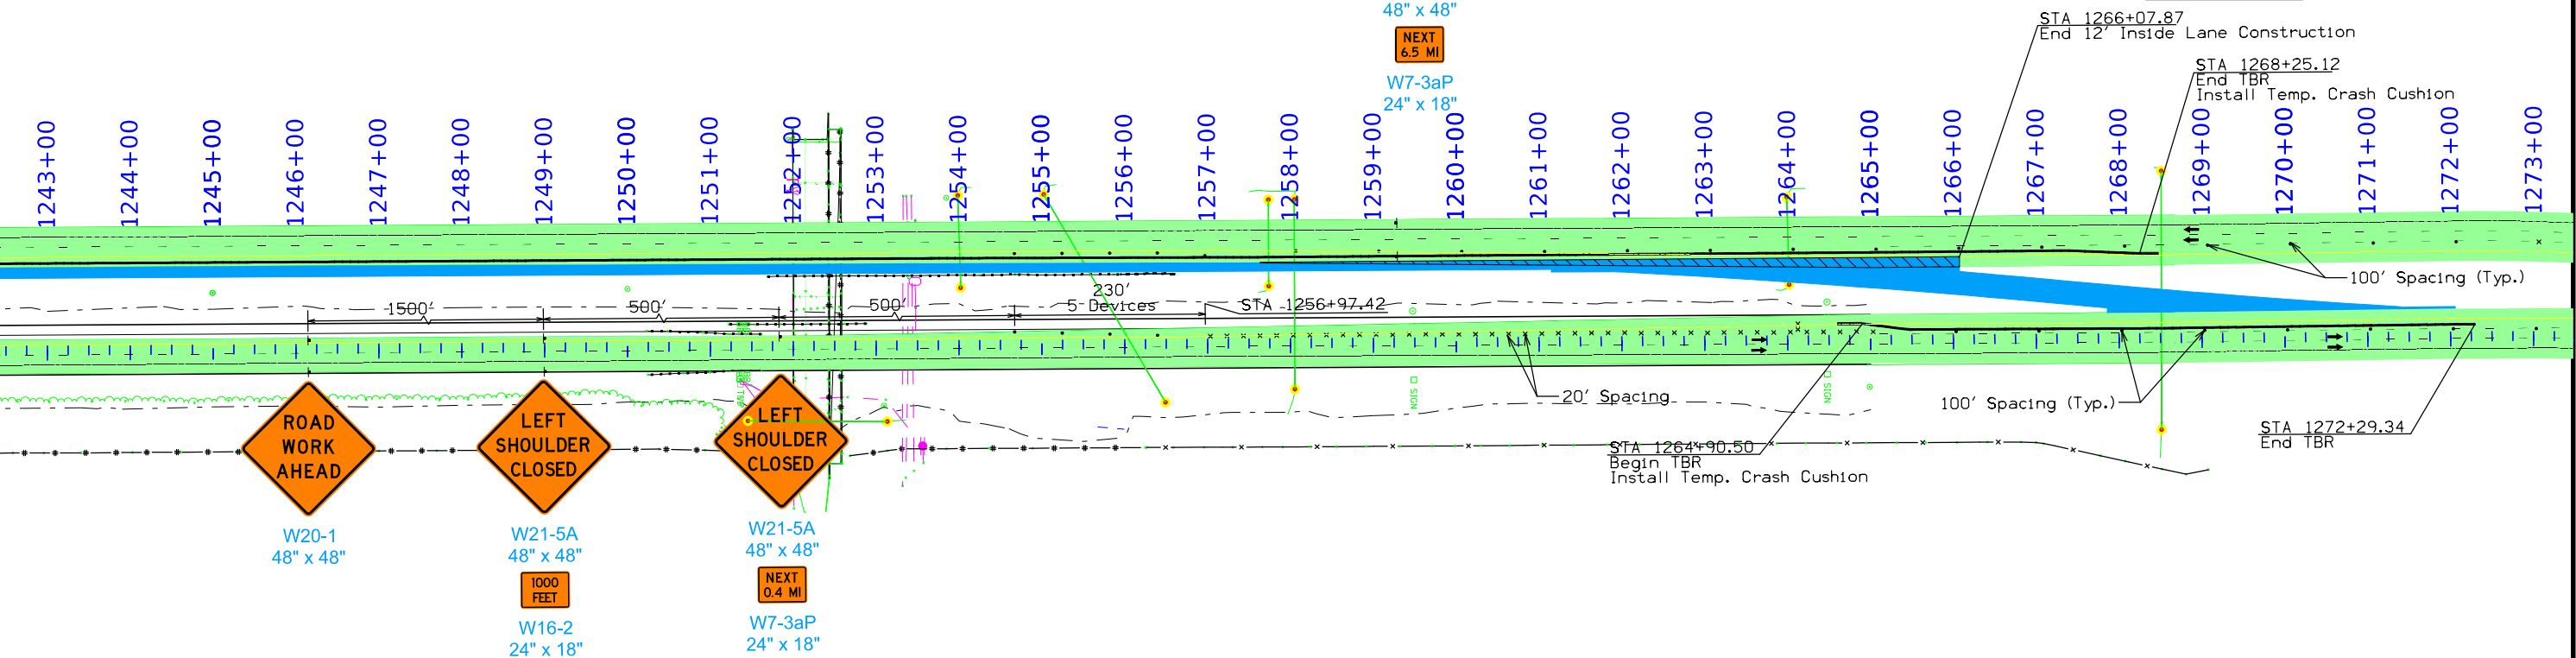 48" x 48"
NEXT
6.5 MI
W7-3aP
24" x 18"
STA 1266+07.87
End 12' Inside Lane Construction
STA 1268+25.12
End TBR
Install Temp. Crash Cushion
1243+00
1244+00
1245+00
1246+00
1247+00
1248+00
1249+00
1250+00
1251+00
1252+00
1253+00
1254+00
1255+00
1256+00
1257+00
1258+00
1259+00
1260+00
1261+00
1262+00
1263+00
1264+00
1265+00
1266+00
1267+00
1268+00
1269+00
1270+00
1271+00
1272+00
1273+00
100' Spacing (Typ.)
1500'
500'
500'
230'
5 Devices
STA 1256+97.42
20' Spacing
SIGN
SIGN
100' Spacing (Typ.)
STA 1264+90.50
Begin TBR
Install Temp. Crash Cushion
STA 1272+29.34
End TBR
ROAD
WORK
AHEAD
W20-1
48" x 48"
LEFT
SHOULDER
CLOSED
W21-5A
48" x 48"
1000
FEET
W16-2
24" x 18"
LEFT
SHOULDER
CLOSED
W21-5A
48" x 48"
NEXT
0.4 MI
W7-3aP
24" x 18"